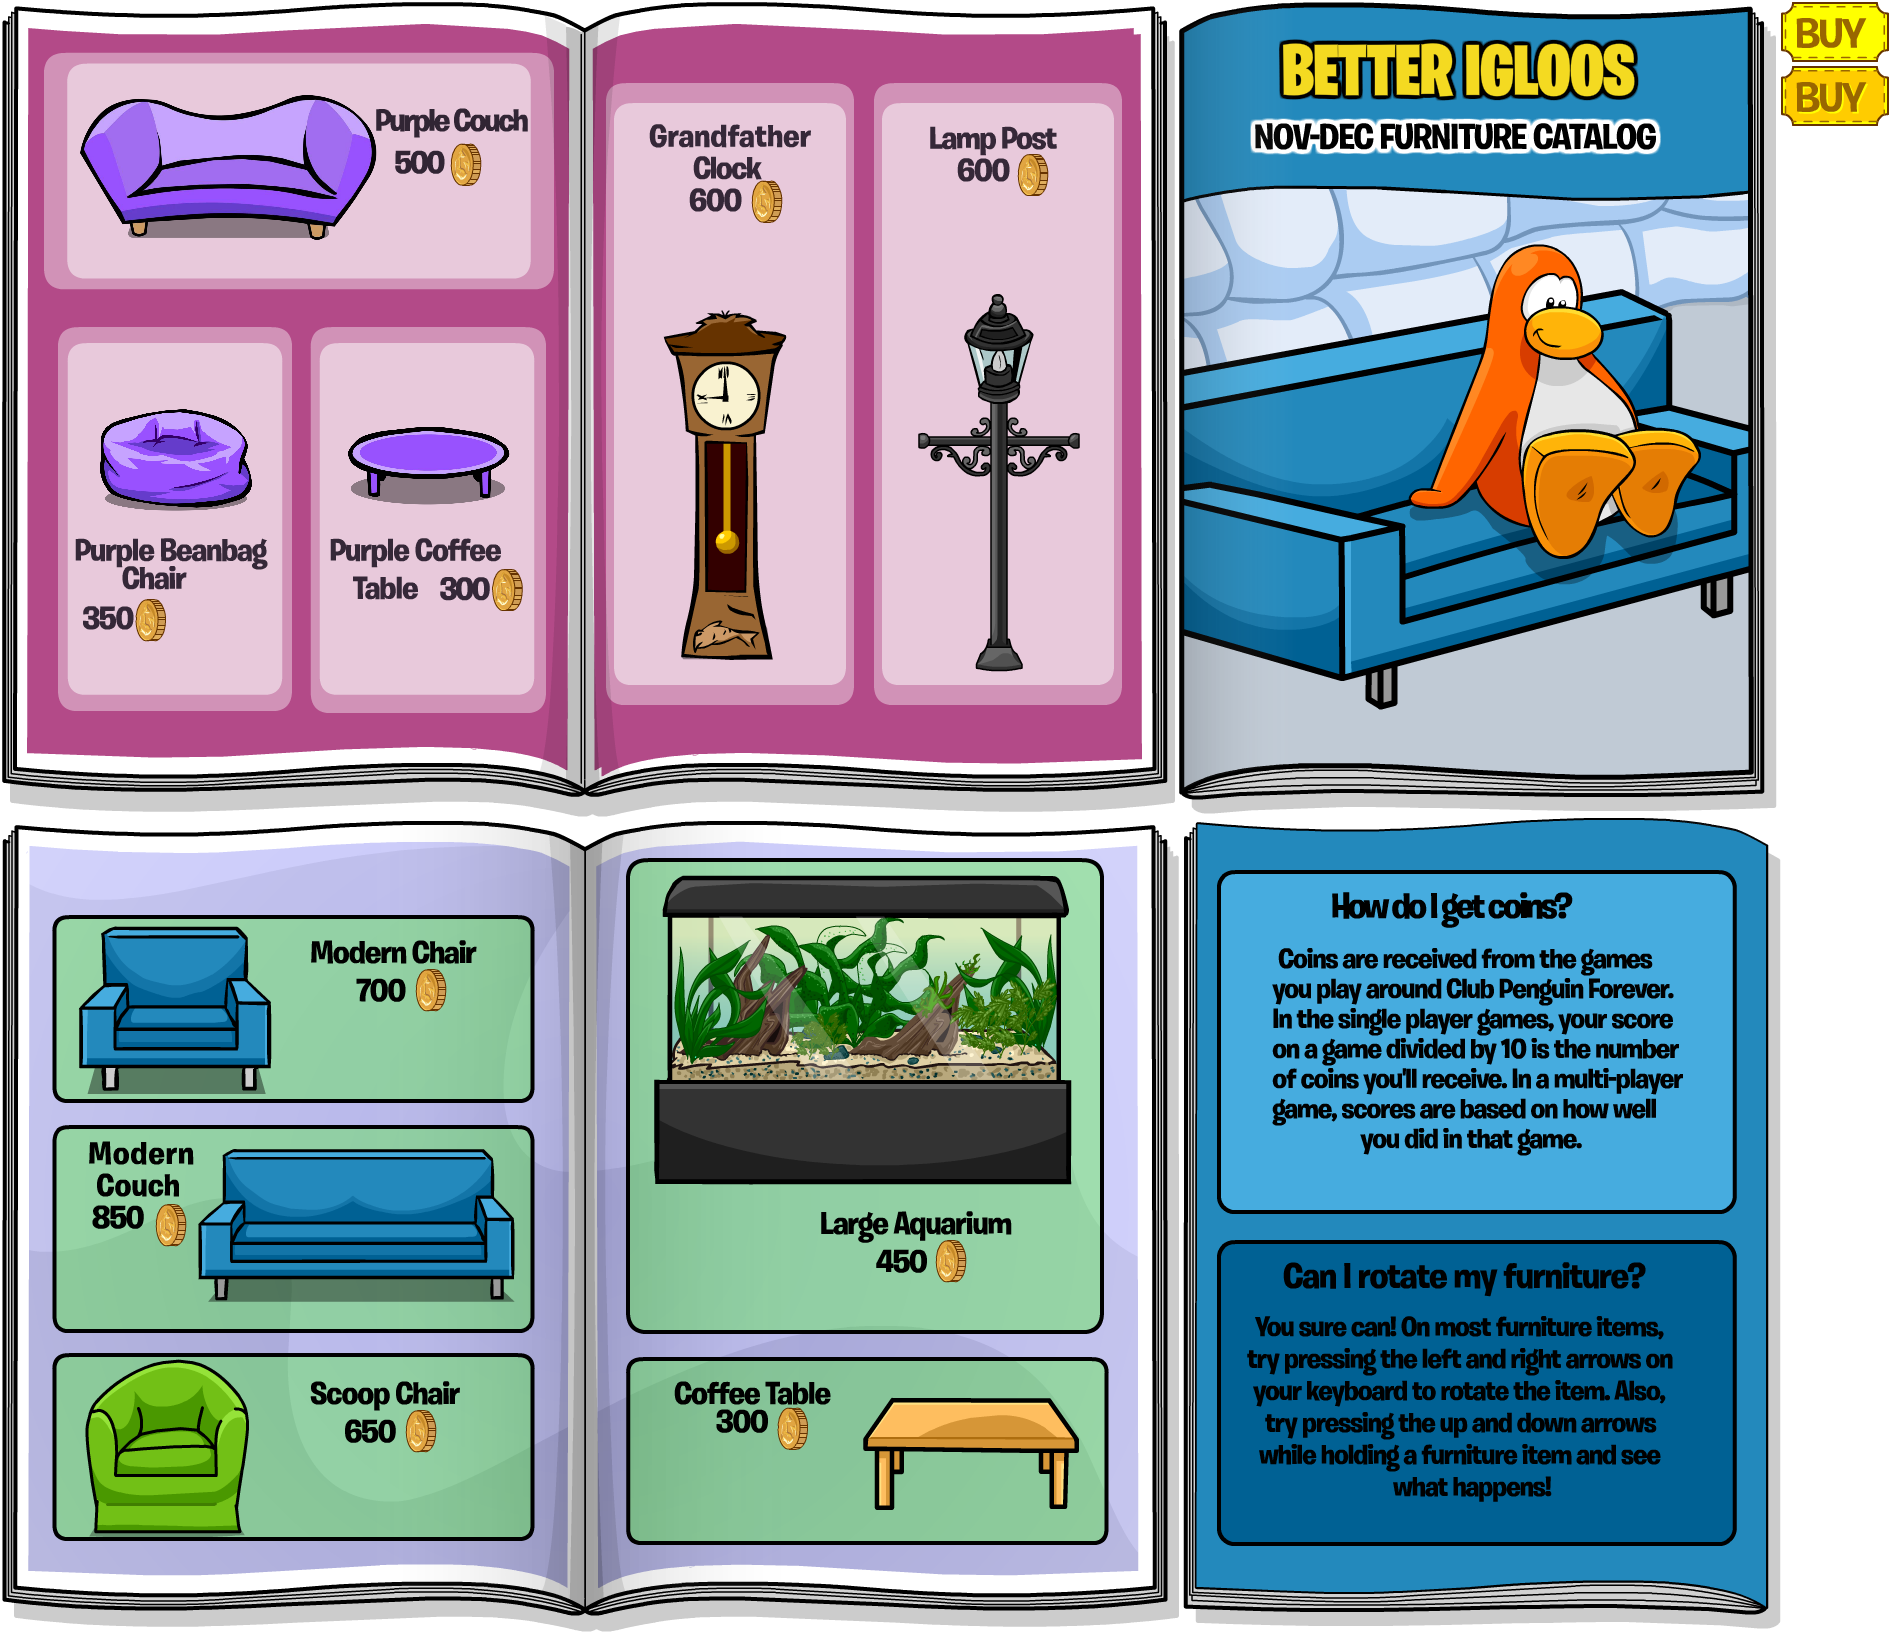 Purple Couch
500
Purple Beanbag
Chair
350
Purple Coffee
Table 300
Grandfather
Clock
600
Lamp Post
600
BETTER IGLOOS
NOV-DEC FURNITURE CATALOG
BUY
BUY
Modern Chair
700
Modern
Couch
850
Scoop Chair
650
Large Aquarium
450
Coffee Table
300
How do I get coins?
Coins are received from the games
you play around Club Penguin Forever.
In the single player games, your score
on a game divided by 10 is the number
of coins you'll receive. In a multi-player
game, scores are based on how well
you did in that game.
Can I rotate my furniture?
You sure can! On most furniture items,
try pressing the left and right arrows on
your keyboard to rotate the item. Also,
try pressing the up and down arrows
while holding a furniture item and see
what happens!